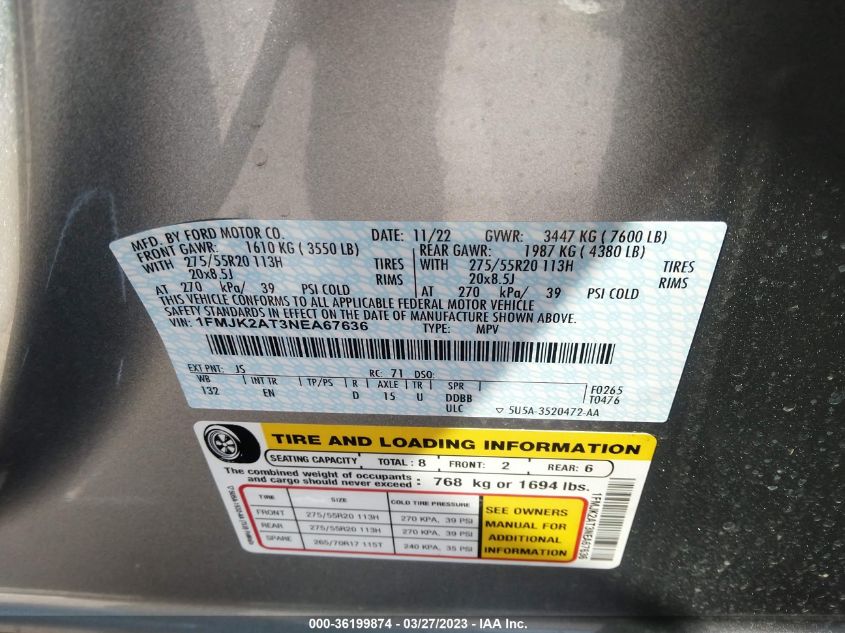 MFD. BY FORD MOTOR CO. DATE: 11/22 GVWR: 3447 KG ( 7600 LB)
FRONT GAWR: 1610 KG ( 3550 LB) REAR GAWR: 1987 KG ( 4380 LB)
WITH 275/55R20 113H TIRES WITH 275/55R20 113H TIRES
20x8.5J RIMS 20x8.5J RIMS
AT 270 kPa/ 39 PSI COLD AT 270 kPa/ 39 PSI COLD
THIS VEHICLE CONFORMS TO ALL APPLICABLE FEDERAL MOTOR VEHICLE
SAFETY STANDARDS IN EFFECT ON THE DATE OF MANUFACTURE SHOWN ABOVE.
VIN: 1FMJK2AT3NEA67636 TYPE: MPV
EXT PNT: JS RC: 71 DSO:
WB INT TR TP/PS R AXLE TR SPR F0265
132 EN D 15 U DDBB T0476
ULC ▽ 5U5A-3520472-AA
TIRE AND LOADING INFORMATION
SEATING CAPACITY TOTAL : 8 FRONT: 2 REAR: 6
The combined weight of occupants
and cargo should never exceed : 768 kg or 1694 lbs.
TIRE SIZE COLD TIRE PRESSURE
FRONT 275/55R20 113H 270 KPA, 39 PSI
REAR 275/55R20 113H 270 KPA, 39 PSI
SPARE 265/70R17 115T 240 KPA, 35 PSI
SEE OWNERS
MANUAL FOR
ADDITIONAL
INFORMATION
1FMJK2AT3NEA67636
000-36199874 - 03/27/2023 - IAA Inc.